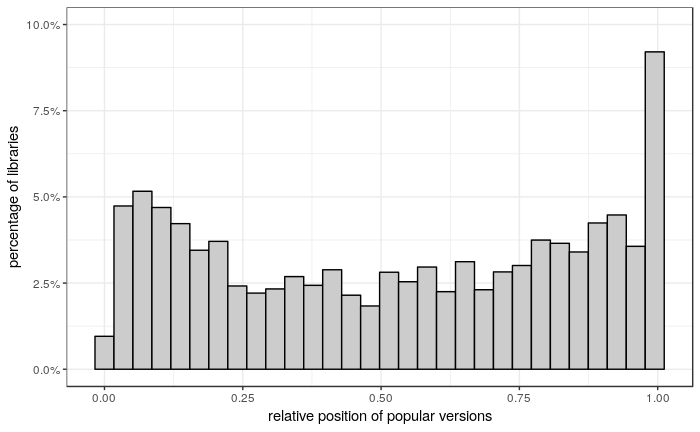 10.0%
7.5%
5.0%
2.5%
0.0%
percentage of libraries
0.00 0.25 0.50 0.75 1.00
relative position of popular versions